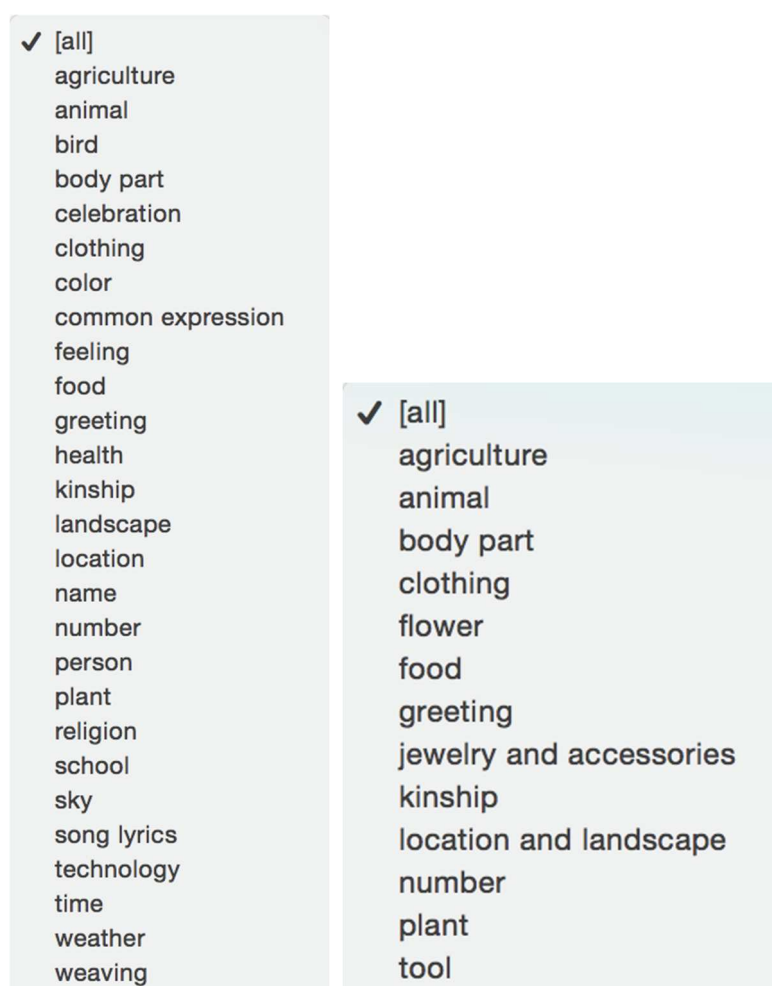 ✓ [all]
agriculture
animal
bird
body part
celebration
clothing
color
common expression
feeling
food
greeting
health
kinship
landscape
location
name
number
person
plant
religion
school
sky
song lyrics
technology
time
weather
weaving
✓ [all]
agriculture
animal
body part
clothing
flower
food
greeting
jewelry and accessories
kinship
location and landscape
number
plant
tool